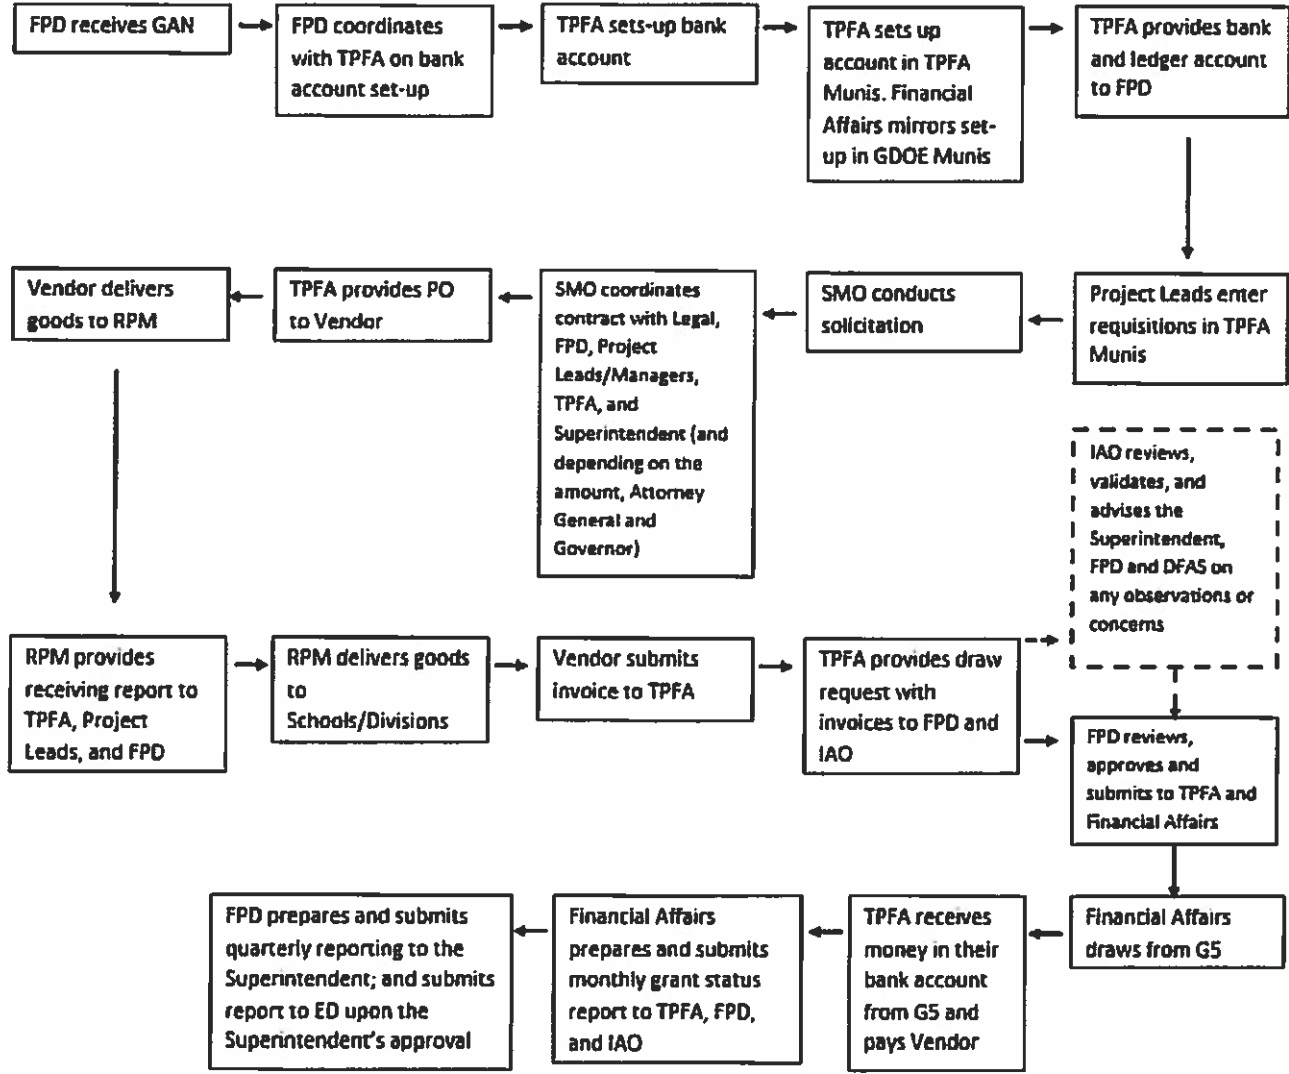 FPD receives GAN
FPD coordinates
with TPFA on bank
account set-up
TPFA sets-up bank
account
TPFA sets up
account in TPFA
Munis. Financial
Affairs mirrors set-
up in GDOE Munis
TPFA provides bank
and ledger account
to FPD
Vendor delivers
goods to RPM
TPFA provides PO
to Vendor
SMO coordinates
contract with Legal,
FPD, Project
Leads/Managers,
TPFA, and
Superintendent (and
depending on the
amount, Attorney
General and
Governor)
SMO conducts
solicitation
Project Leads enter
requisitions in TPFA
Munis
IAO reviews,
validates, and
advises the
Superintendent,
FPD and DFAS on
any observations or
concerns
RPM provides
receiving report to
TPFA, Project
Leads, and FPD
RPM delivers goods
to
Schools/Divisions
Vendor submits
invoice to TPFA
TPFA provides draw
request with
invoices to FPD and
IAO
FPD reviews,
approves and
submits to TPFA and
Financial Affairs
FPD prepares and submits
quarterly reporting to the
Superintendent; and submits
report to ED upon the
Superintendent's approval
Financial Affairs
prepares and submits
monthly grant status
report to TPFA, FPD,
and IAO
TPFA receives
money in their
bank account
from G5 and
pays Vendor
Financial Affairs
draws from G5